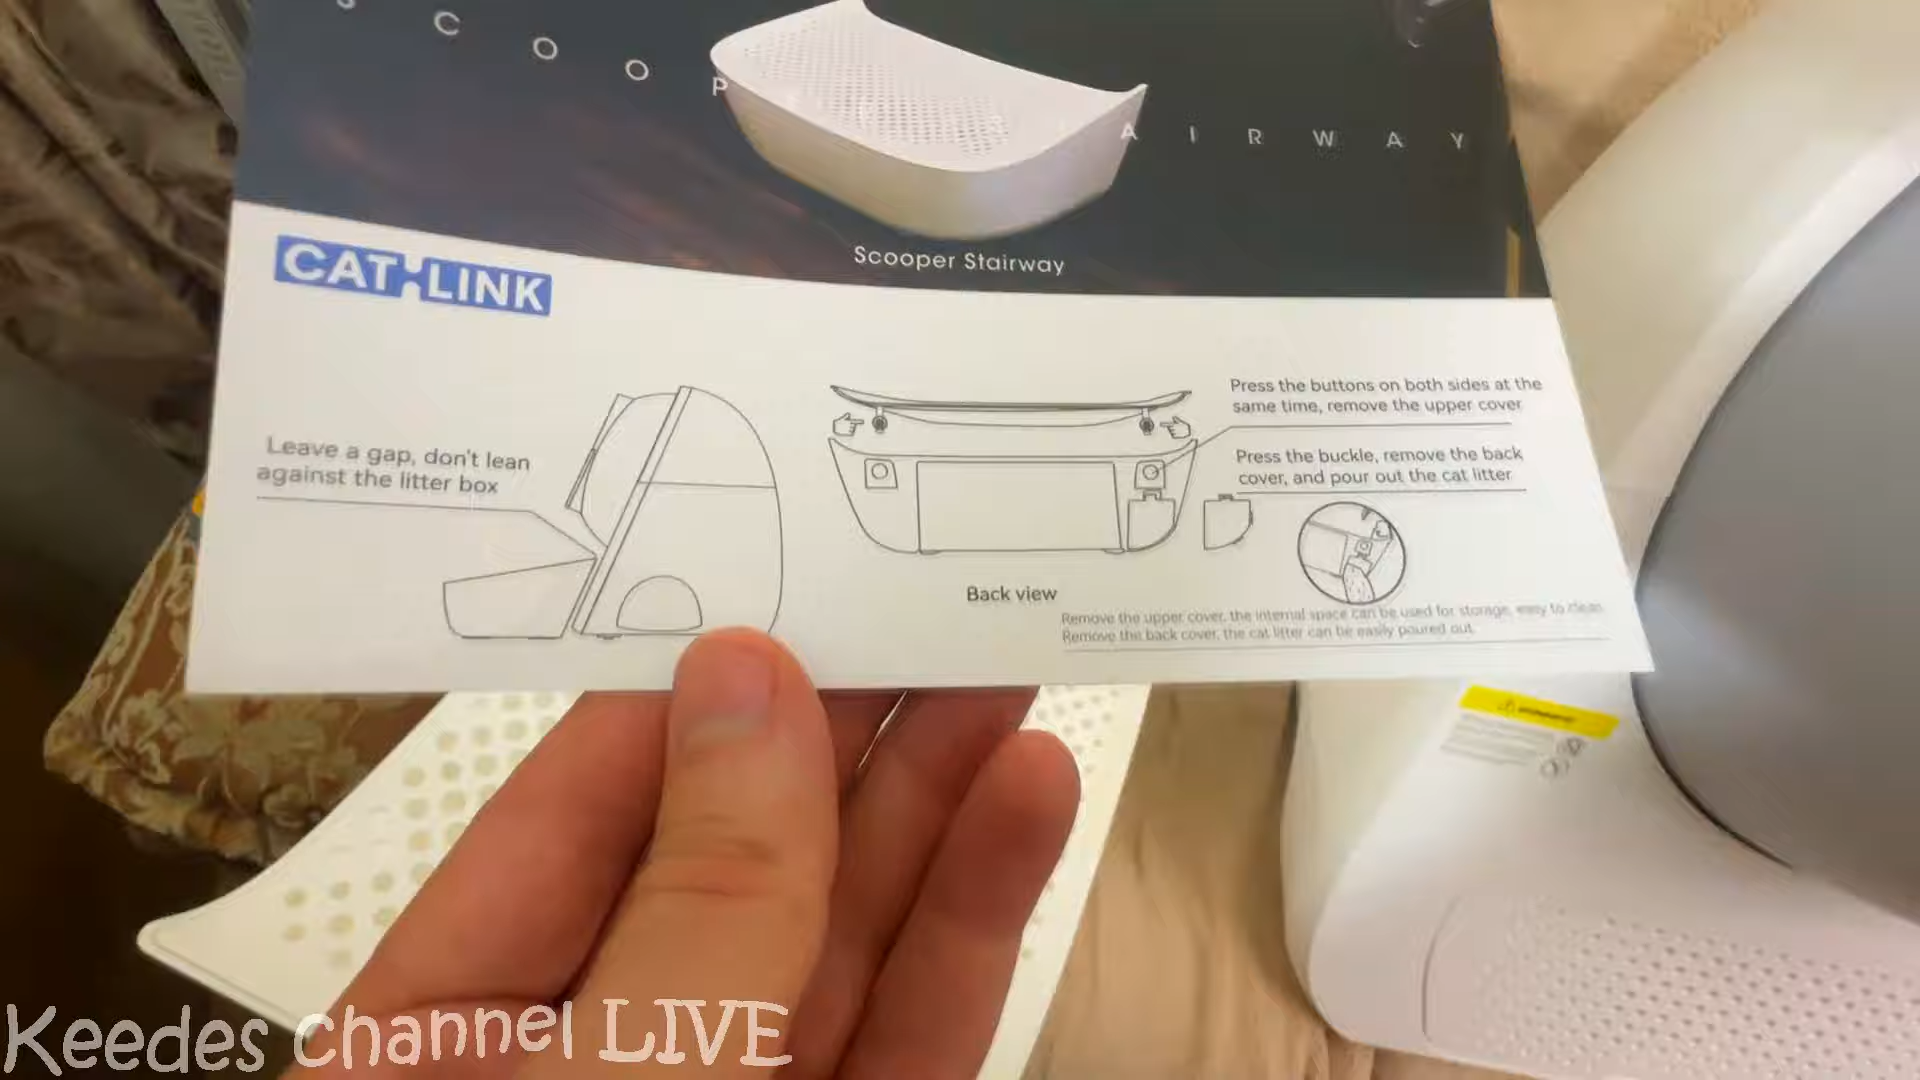 SCOOPER STAIRWAY
Scooper Stairway
CAT LINK
Leave a gap, don't lean
against the litter box
Press the buttons on both sides at the
same time, remove the upper cover
Press the buckle, remove the back
cover, and pour out the cat litter
Back view
Remove the upper cover, the internal space can be used for storage, easy to clean
Remove the back cover, the cat litter can be easily poured out
Keedes Channel LIVE